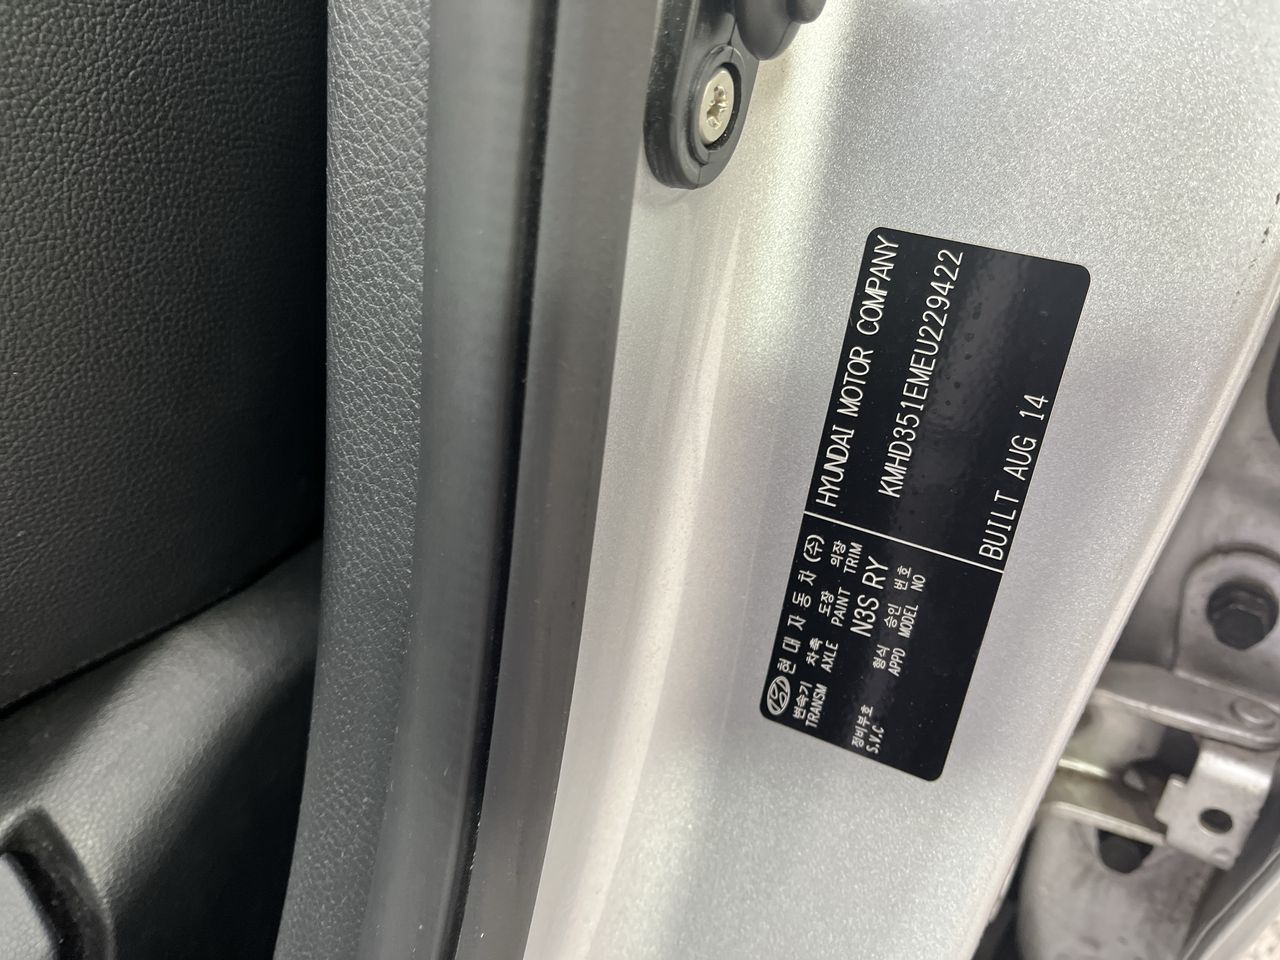 현대자동차(주) HYUNDAI MOTOR COMPANY
변속기 차축 도장 의장
TRANSM AXLE PAINT TRIM
N3S RY
KMHD351EMEU229422
정비부호 형식 승인 번호
S.V.C APPD MODEL NO
BUILT AUG 14